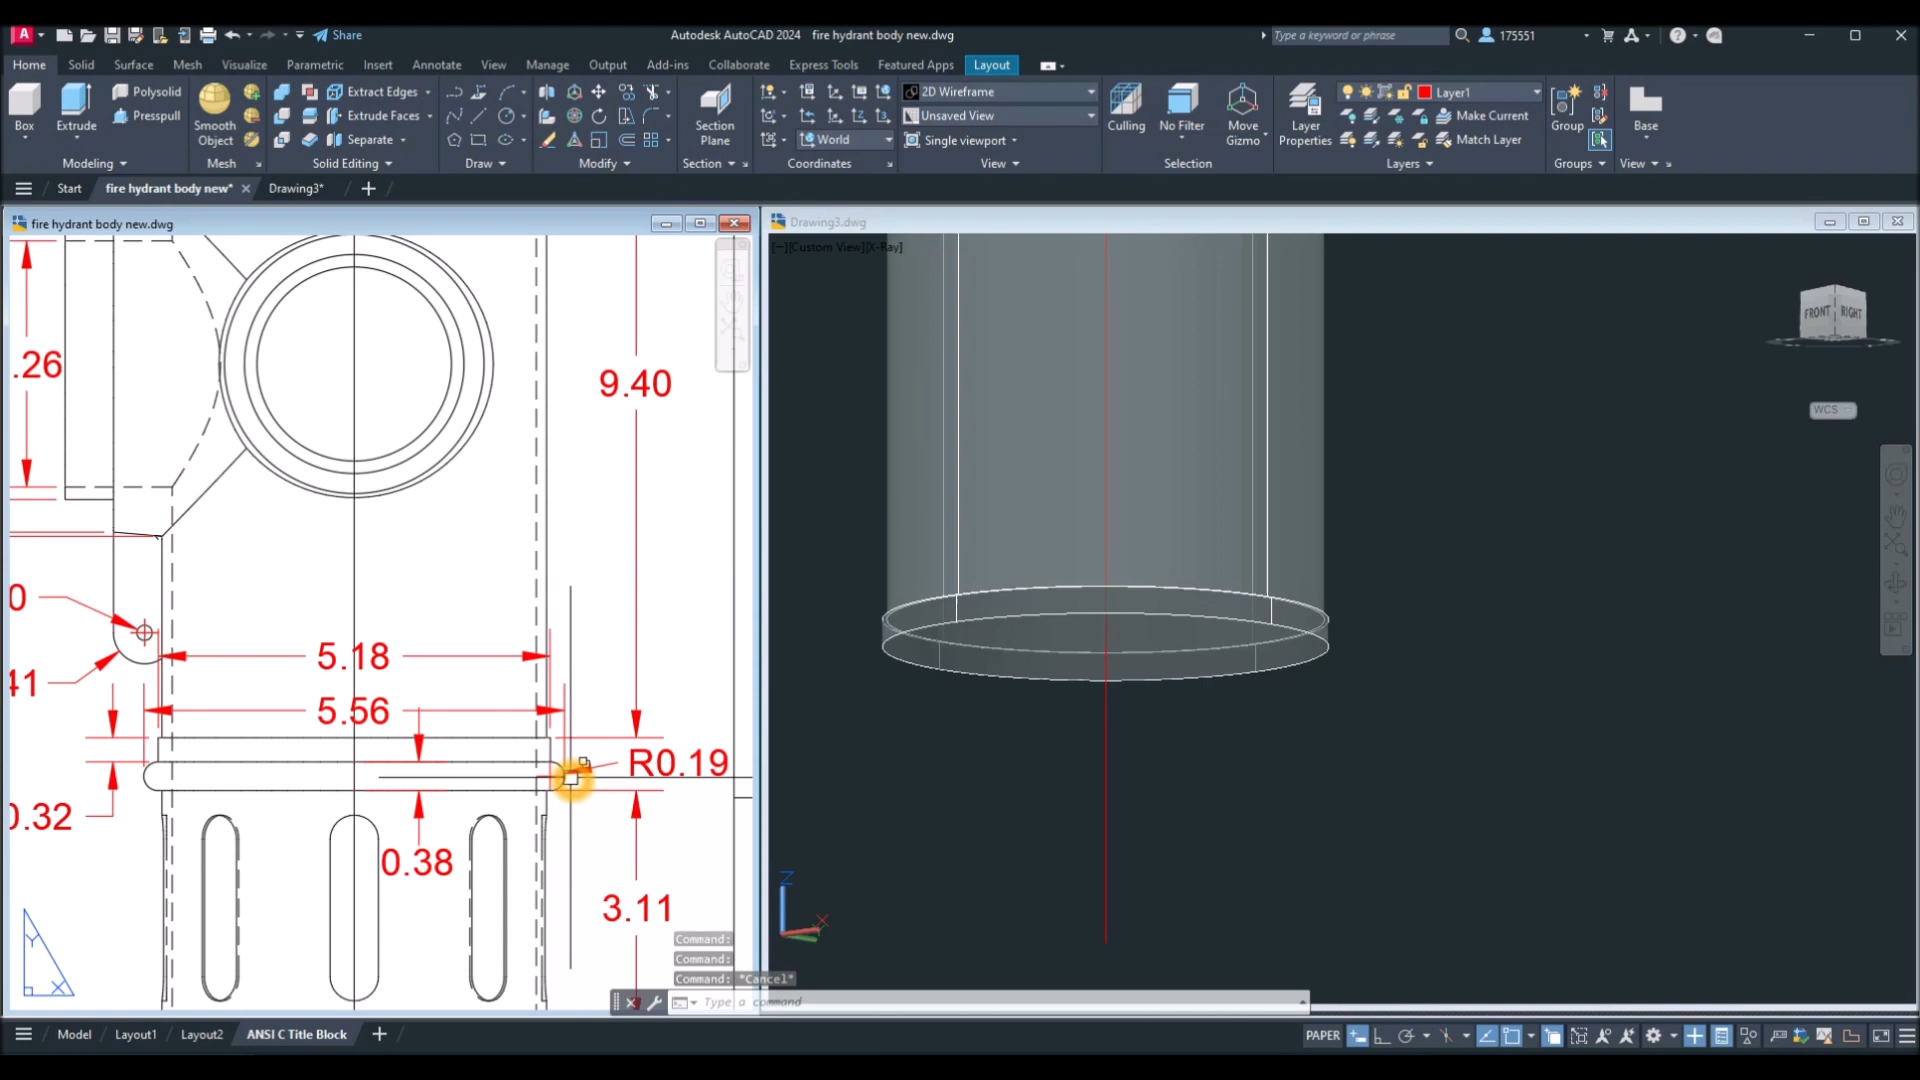 A Share Autodesk AutoCAD 2024 fire hydrant body new.dwg Type a keyword or phrase 175551
Home Solid Surface Mesh Visualize Parametric Insert Annotate View Manage Output Add-ins Collaborate Express Tools Featured Apps Layout
Box Extrude Polysolid Presspull
Modeling
Smooth Object
Mesh
Extract Edges
Extrude Faces
Separate
Solid Editing
Draw
Modify
Section Plane
Section
World
Coordinates
2D Wireframe
Unsaved View
Single viewport
View
Culling No Filter Move Gizmo
Selection
Layer Properties
Layer1
Make Current
Match Layer
Layers
Group
Groups
Base
View
Start fire hydrant body new* Drawing3*
fire hydrant body new.dwg
Drawing3.dwg
[−][Custom View][X-Ray]
FRONT RIGHT
WCS
.26
9.40
0
5.18
41
5.56
R0.19
0.32
0.38
3.11
Y
X
Z
X
Command:
Command:
Command: *Cancel*
Type a command
Model Layout1 Layout2 ANSI C Title Block
PAPER